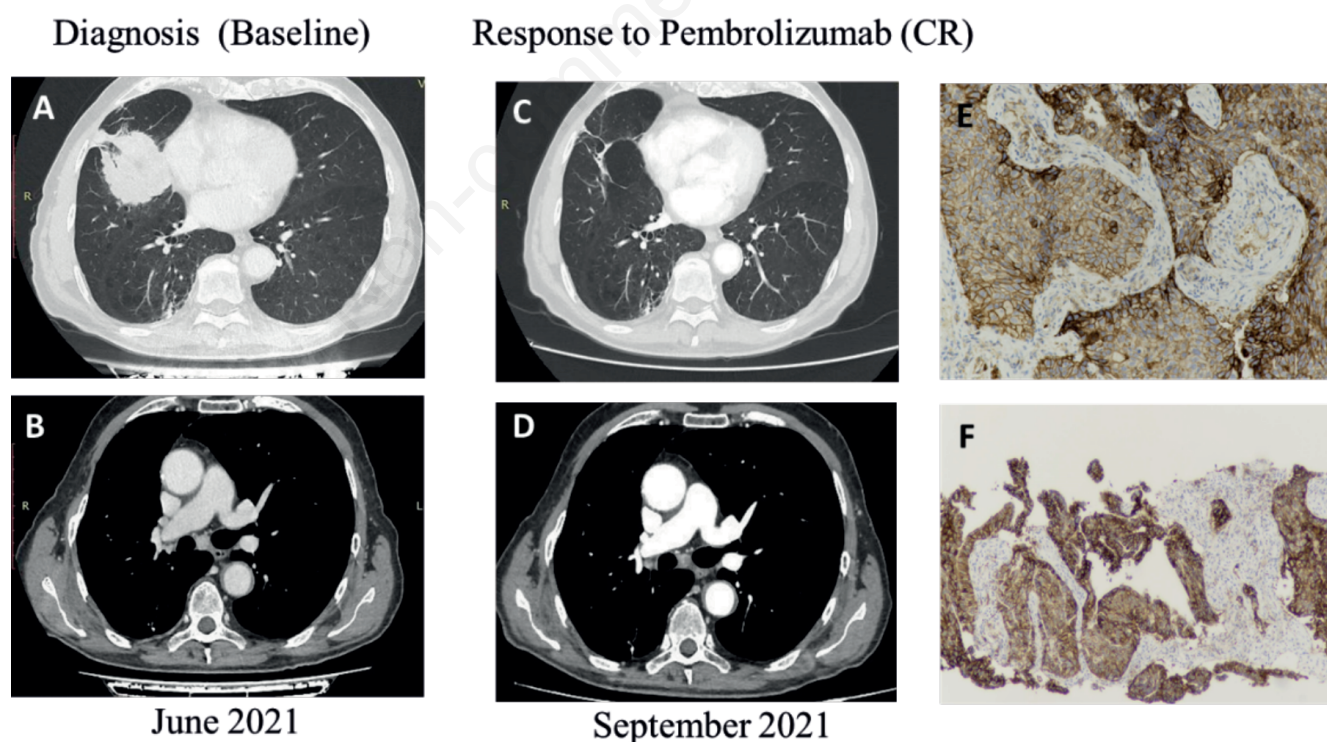 Diagnosis (Baseline)
Response to Pembrolizumab (CR)
A
R
C
R
E
B
R
L
D
F
June 2021
September 2021